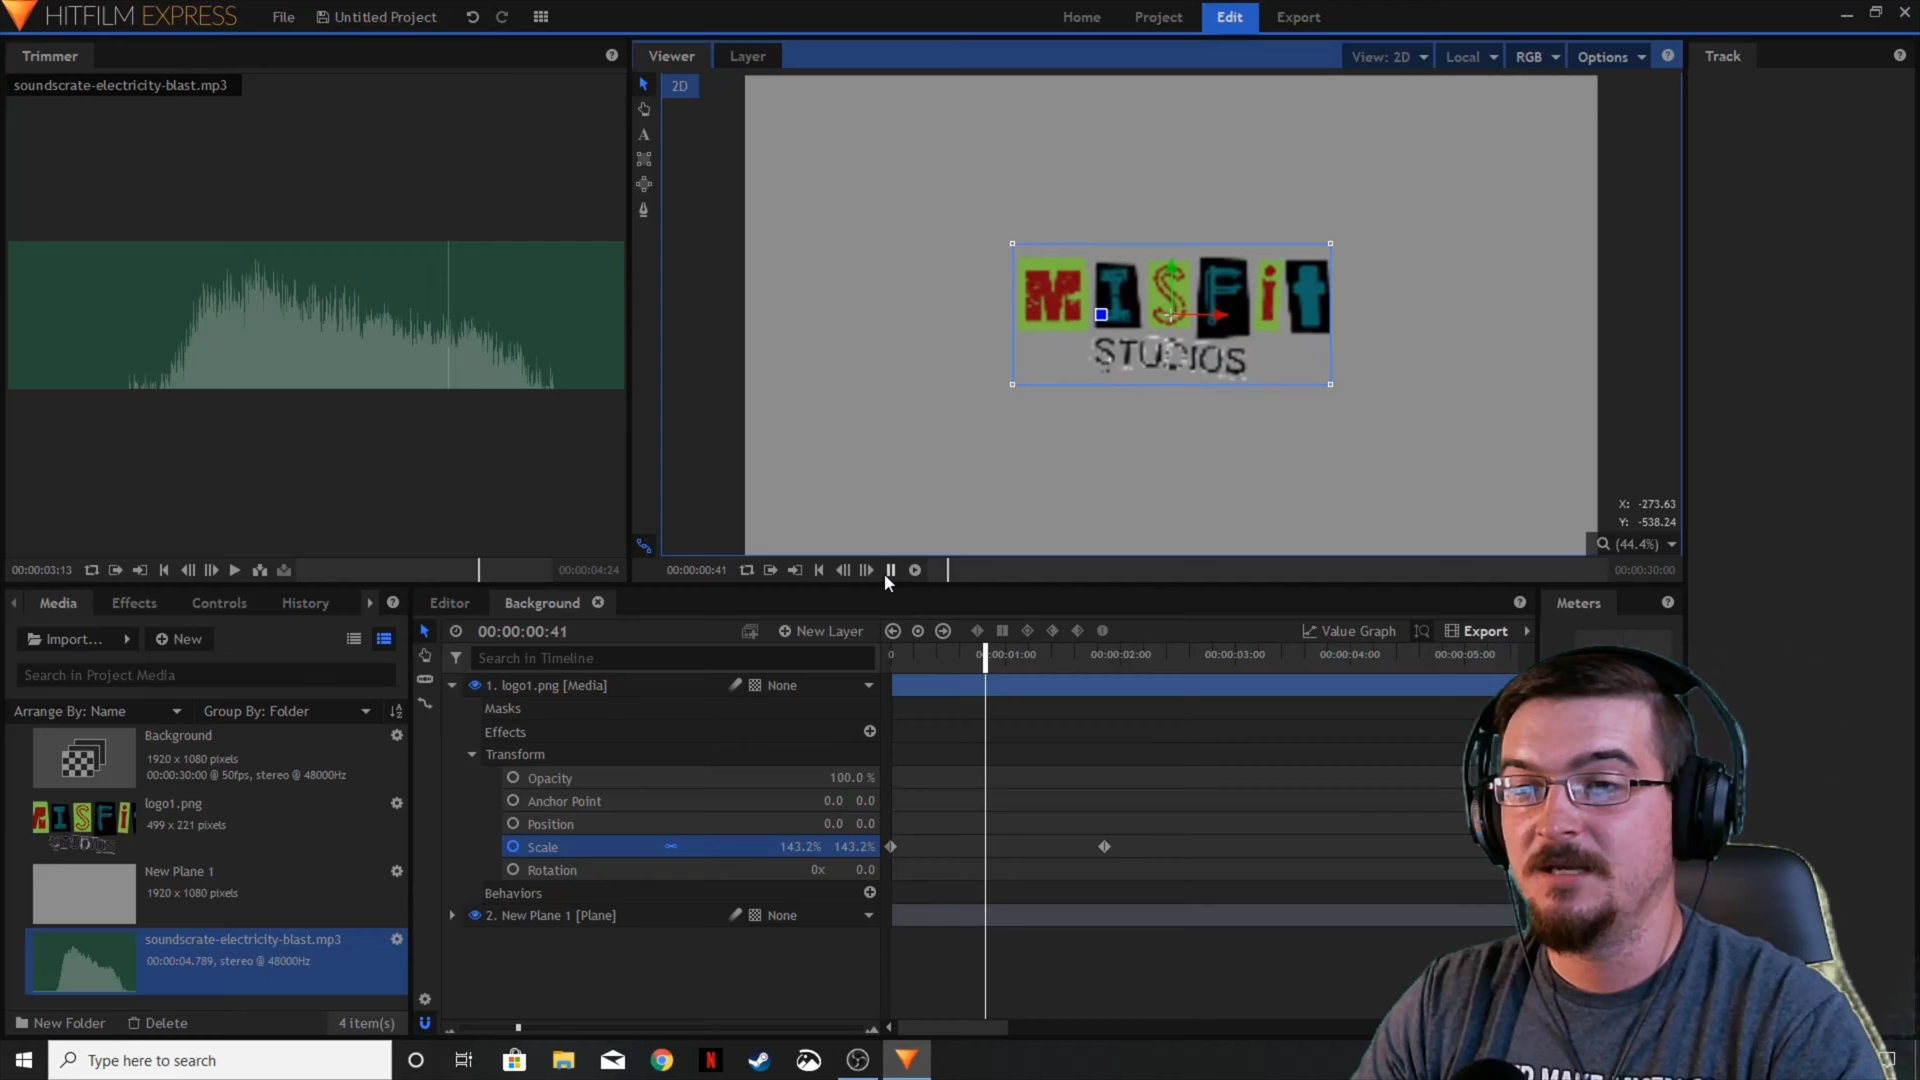 HITFILM EXPRESS
File
Untitled Project
Home
Project
Edit
Export
Trimmer
soundscrate-electricity-blast.mp3
Viewer
Layer
View: 2D
Local
RGB
Options
Track
2D
MISFit
STUDIOS
X: -273.63
Y: -538.24
(44.4%)
00:00:03:13
00:00:04:24
00:00:00:41
00:00:30:00
Media
Effects
Controls
History
Import...
New
Search in Project Media
Arrange By: Name
Group By: Folder
Background
1920 x 1080 pixels
00:00:30:00 @ 50fps, stereo @ 48000Hz
logo1.png
499 x 221 pixels
New Plane 1
1920 x 1080 pixels
soundscrate-electricity-blast.mp3
00:00:04.789, stereo @ 48000Hz
New Folder
Delete
4 item(s)
Editor
Background
00:00:00:41
New Layer
Value Graph
Export
Search in Timeline
0
00:00:01:00
00:00:02:00
00:00:03:00
00:00:04:00
00:00:05:00
1. logo1.png [Media]
None
Masks
Effects
Transform
Opacity
100.0 %
Anchor Point
0.0 0.0
Position
0.0 0.0
Scale
143.2% 143.2%
Rotation
0x 0.0
Behaviors
2. New Plane 1 [Plane]
None
Meters
Type here to search